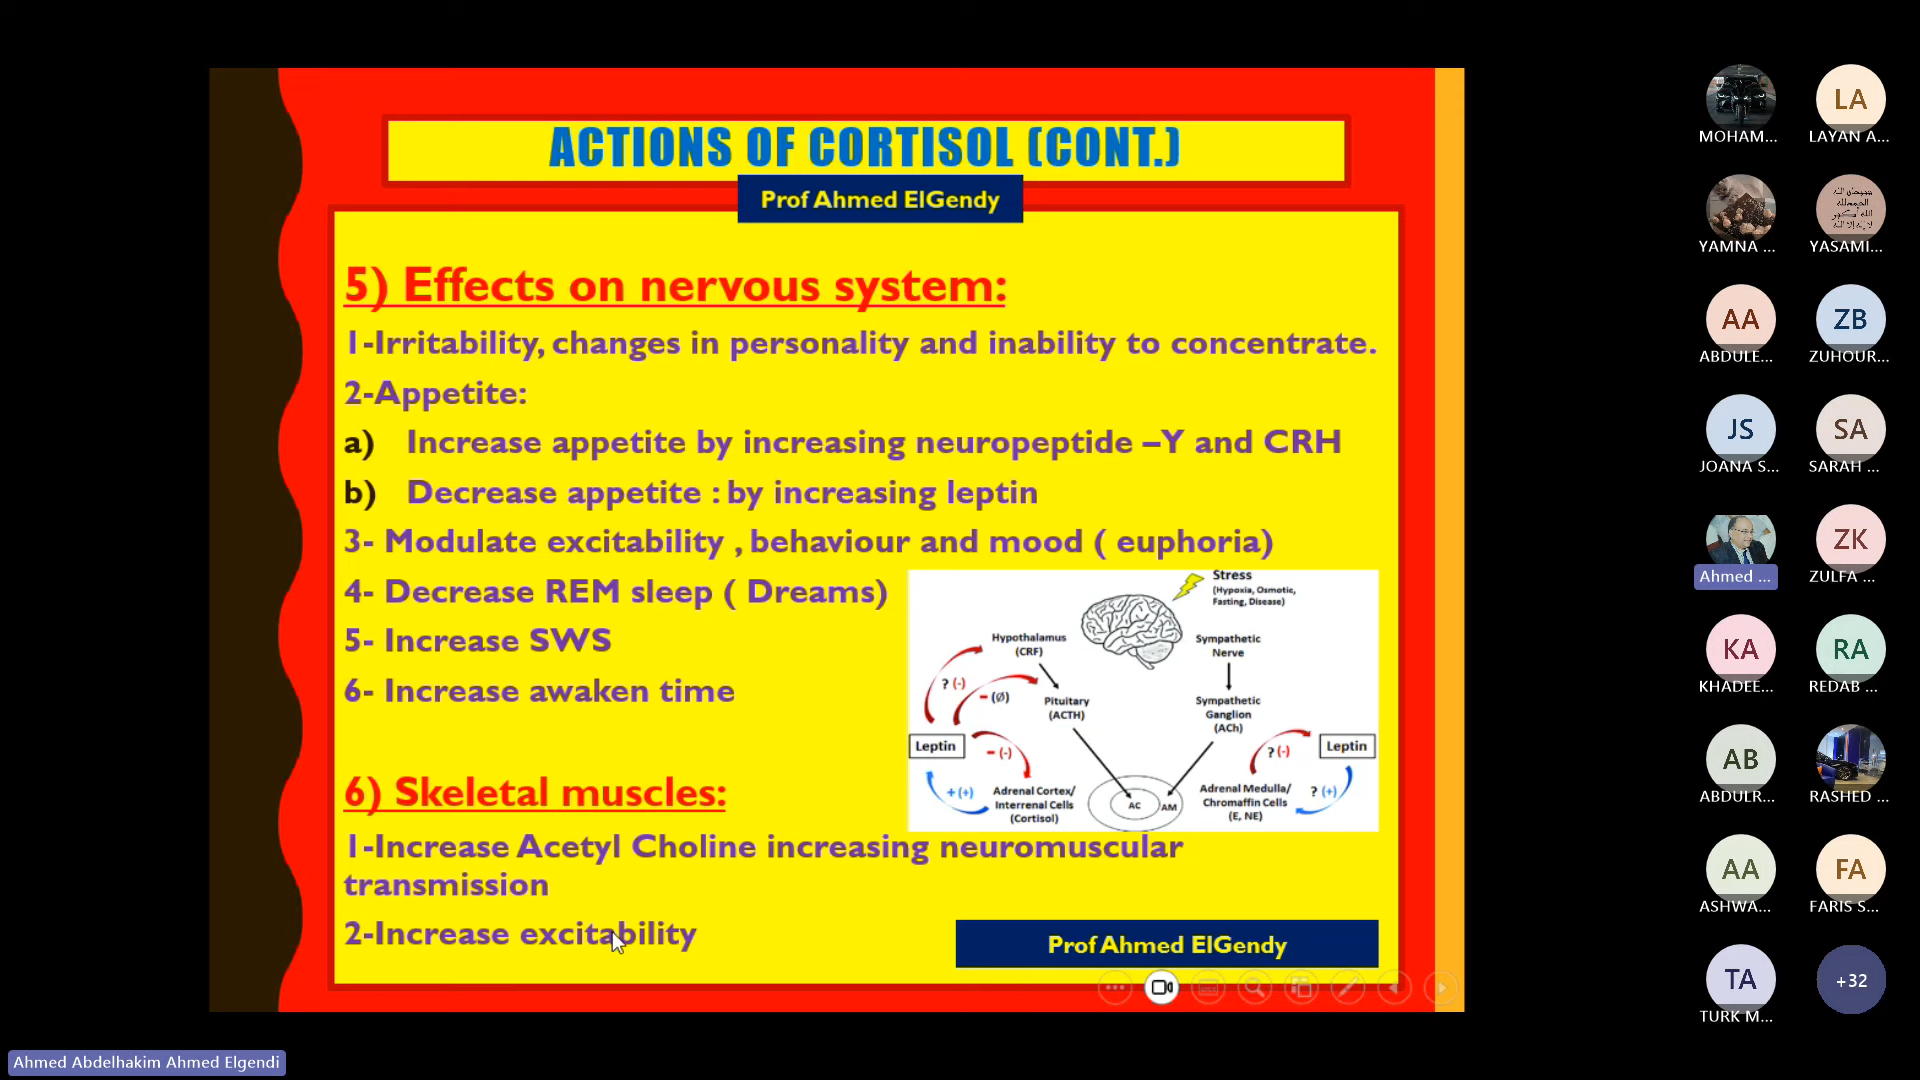 ACTIONS OF CORTISOL (CONT.)
Prof Ahmed ElGendy
5) Effects on nervous system:
1-Irritability, changes in personality and inability to concentrate.
2-Appetite:
a) Increase appetite by increasing neuropeptide –Y and CRH
b) Decrease appetite : by increasing leptin
3- Modulate excitability , behaviour and mood ( euphoria)
4- Decrease REM sleep ( Dreams)
5- Increase SWS
6- Increase awaken time
Stress
(Hypoxia, Osmotic,
Fasting, Disease)
Hypothalamus
(CRF)
Sympathetic
Nerve
? (-)
- (Ø)
Pituitary
(ACTH)
Sympathetic
Ganglion
(ACh)
Leptin
- (-)
? (-)
Leptin
+ (+)
Adrenal Cortex/
Interrenal Cells
(Cortisol)
AC
AM
Adrenal Medulla/
Chromaffin Cells
(E, NE)
? (+)
6) Skeletal muscles:
1-Increase Acetyl Choline increasing neuromuscular
transmission
2-Increase excitability
Prof Ahmed ElGendy
MOHAM...
LA
LAYAN A...
YAMNA ...
YASAMI...
AA
ABDULE...
ZB
ZUHOUR...
JS
JOANA S...
SA
SARAH ...
Ahmed ...
ZK
ZULFA ...
KA
KHADEE...
RA
REDAB ...
AB
ABDULR...
RASHED ...
AA
ASHWA...
FA
FARIS S...
TA
TURK M...
+32
Ahmed Abdelhakim Ahmed Elgendi